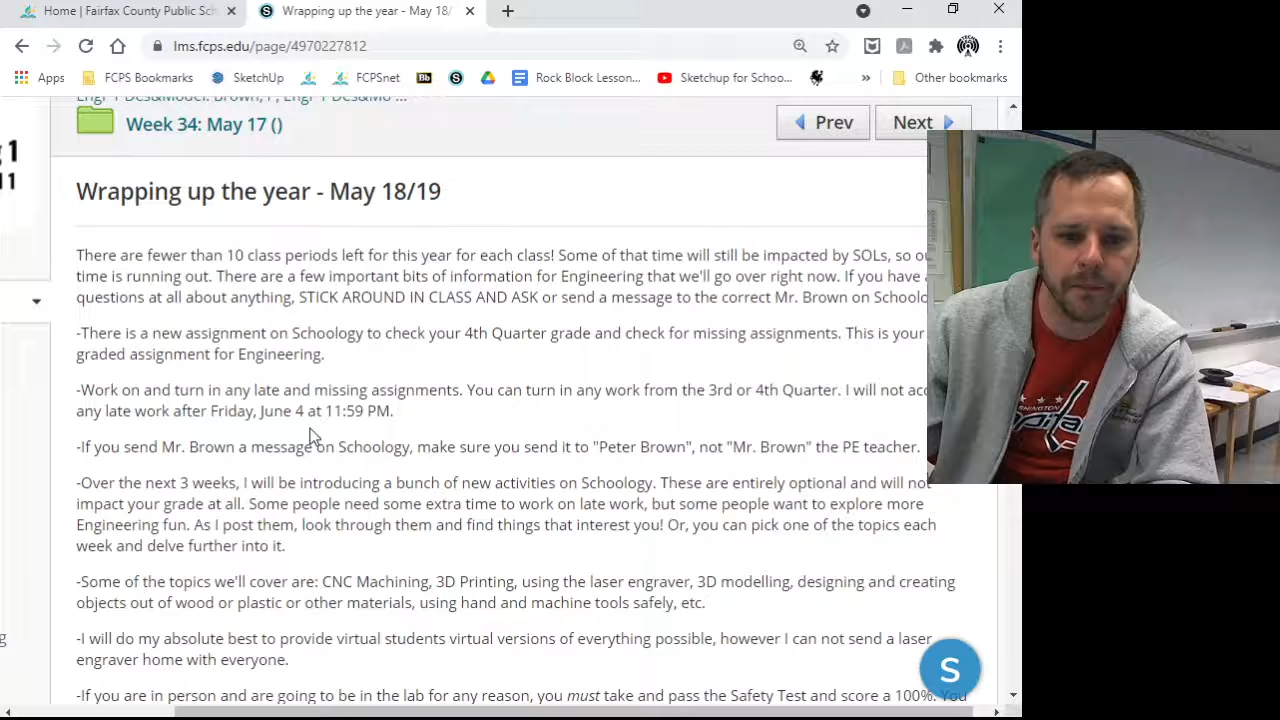 Home | Fairfax County Public Sch
Wrapping up the year - May 18/
lms.fcps.edu/page/4970227812
Apps
FCPS Bookmarks
SketchUp
FCPSnet
Bb
S
Rock Block Lesson...
Sketchup for Schoo...
»
Other bookmarks
Engr 1 Des&Model: Brown, P, Engr 1 Des&Mo ...
Week 34: May 17 ()
Prev
Next
1
11
Wrapping up the year - May 18/19
There are fewer than 10 class periods left for this year for each class! Some of that time will still be impacted by SOLs, so ou
time is running out. There are a few important bits of information for Engineering that we'll go over right now. If you have
questions at all about anything, STICK AROUND IN CLASS AND ASK or send a message to the correct Mr. Brown on Schoolo
-There is a new assignment on Schoology to check your 4th Quarter grade and check for missing assignments. This is your
graded assignment for Engineering.
-Work on and turn in any late and missing assignments. You can turn in any work from the 3rd or 4th Quarter. I will not acc
any late work after Friday, June 4 at 11:59 PM.
-If you send Mr. Brown a message on Schoology, make sure you send it to "Peter Brown", not "Mr. Brown" the PE teacher.
-Over the next 3 weeks, I will be introducing a bunch of new activities on Schoology. These are entirely optional and will not
impact your grade at all. Some people need some extra time to work on late work, but some people want to explore more
Engineering fun. As I post them, look through them and find things that interest you! Or, you can pick one of the topics each
week and delve further into it.
-Some of the topics we'll cover are: CNC Machining, 3D Printing, using the laser engraver, 3D modelling, designing and creating
objects out of wood or plastic or other materials, using hand and machine tools safely, etc.
-I will do my absolute best to provide virtual students virtual versions of everything possible, however I can not send a laser
engraver home with everyone.
-If you are in person and are going to be in the lab for any reason, you must take and pass the Safety Test and score a 100%. You
S